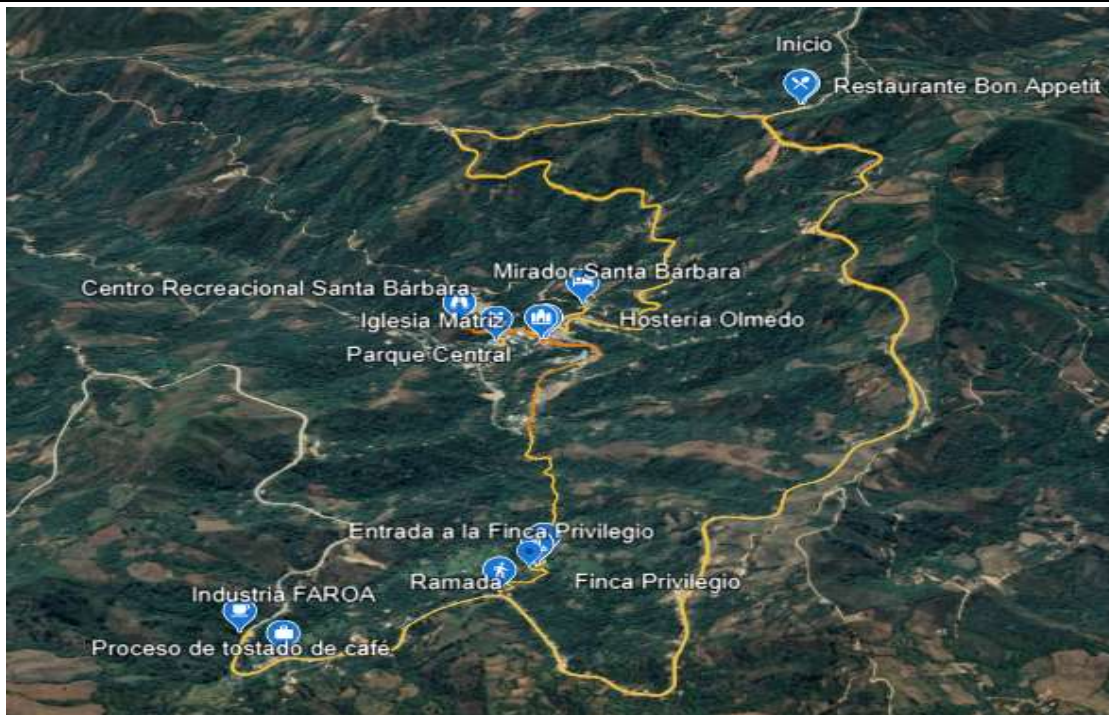 Inicio
Restaurante Bon Appetit
Mirador Santa Bárbara
Centro Recreacional Santa Bárbara
Iglesia Matriz
Hostería Olmedo
Parque Central
Entrada a la Finca Privilegio
Ramada
Finca Privilegio
Industria FAROA
Proceso de tostado de café